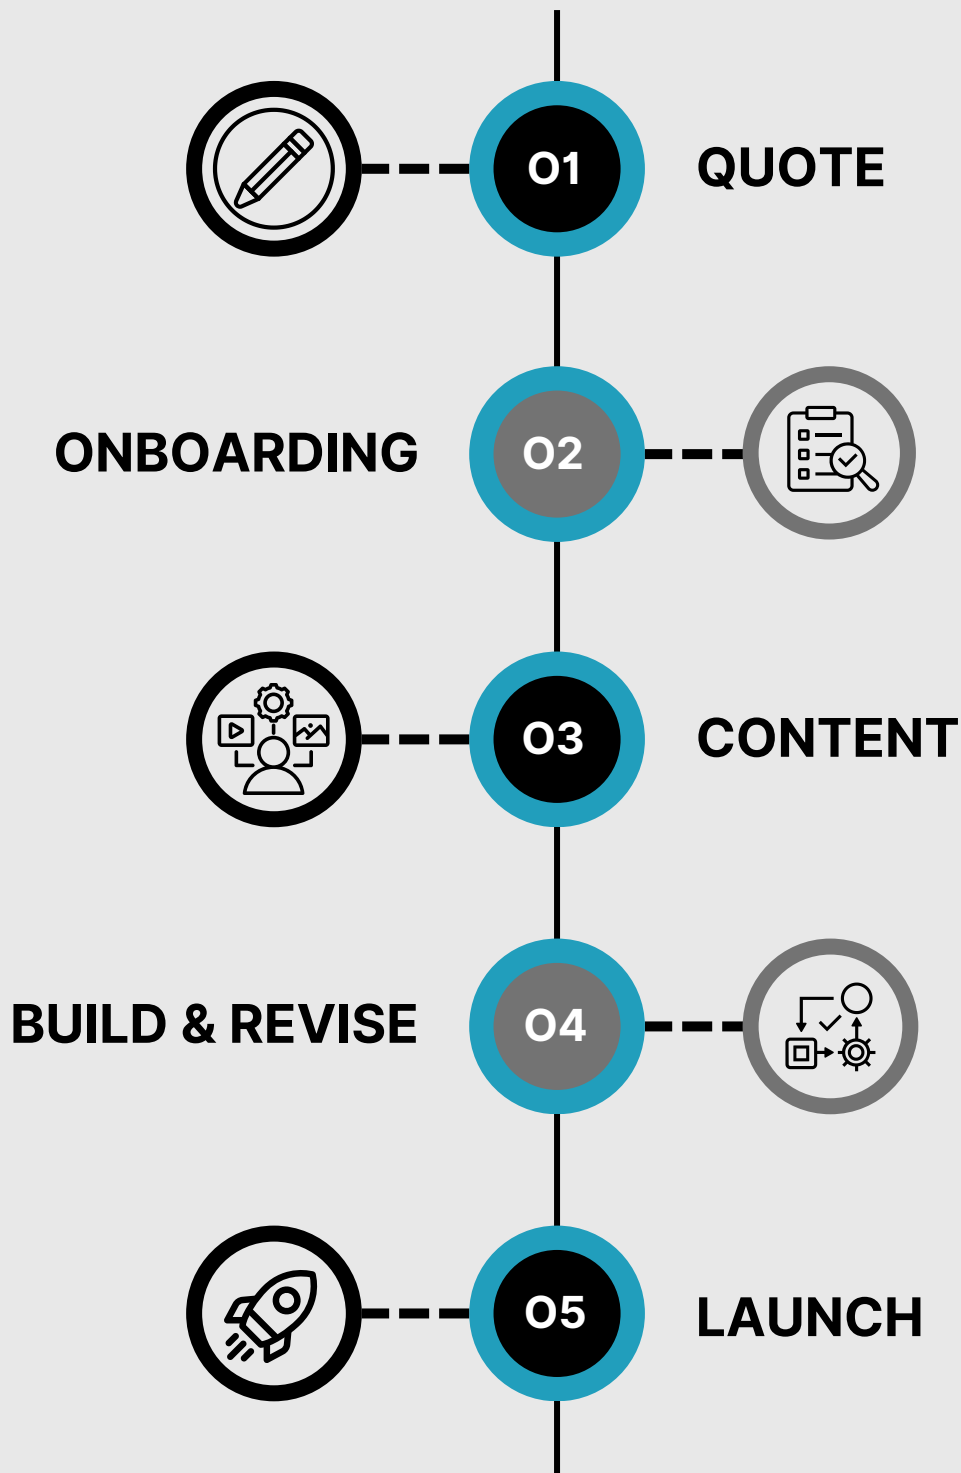 01
QUOTE
ONBOARDING
02
03
CONTENT
BUILD & REVISE
04
05
LAUNCH